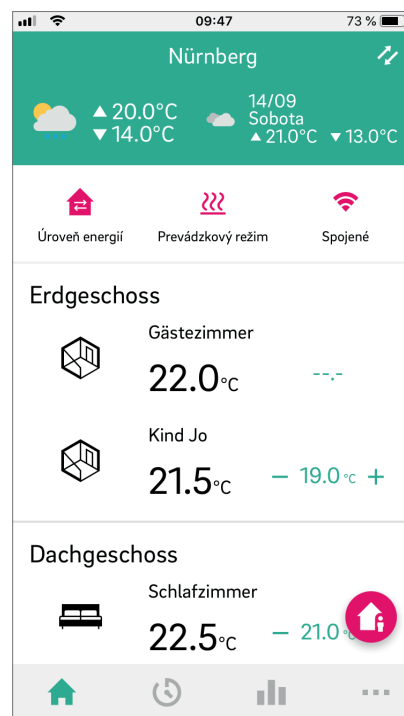 09:47
73 %
Nürnberg
▲ 20.0°C
▼ 14.0°C
14/09
Sobota
▲ 21.0°C ▼ 13.0°C
Úroveň energií
Prevádzkový režim
Spojené
Erdgeschoss
Gästezimmer
22.0°C
--.-
Kind Jo
21.5°C
− 19.0 °C +
Dachgeschoss
Schlafzimmer
22.5°C
− 21.0